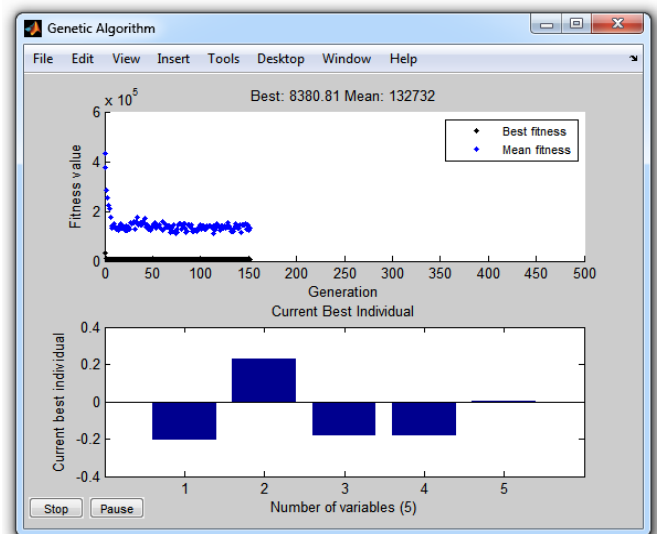 Genetic Algorithm
File Edit View Insert Tools Desktop Window Help
Best: 8380.81 Mean: 132732
x 10^5
6
4
2
0
Fitness value
Best fitness
Mean fitness
0 50 100 150 200 250 300 350 400 450 500
Generation
Current Best Individual
0.4
0.2
0
-0.2
-0.4
Current best individual
1 2 3 4 5
Number of variables (5)
Stop Pause